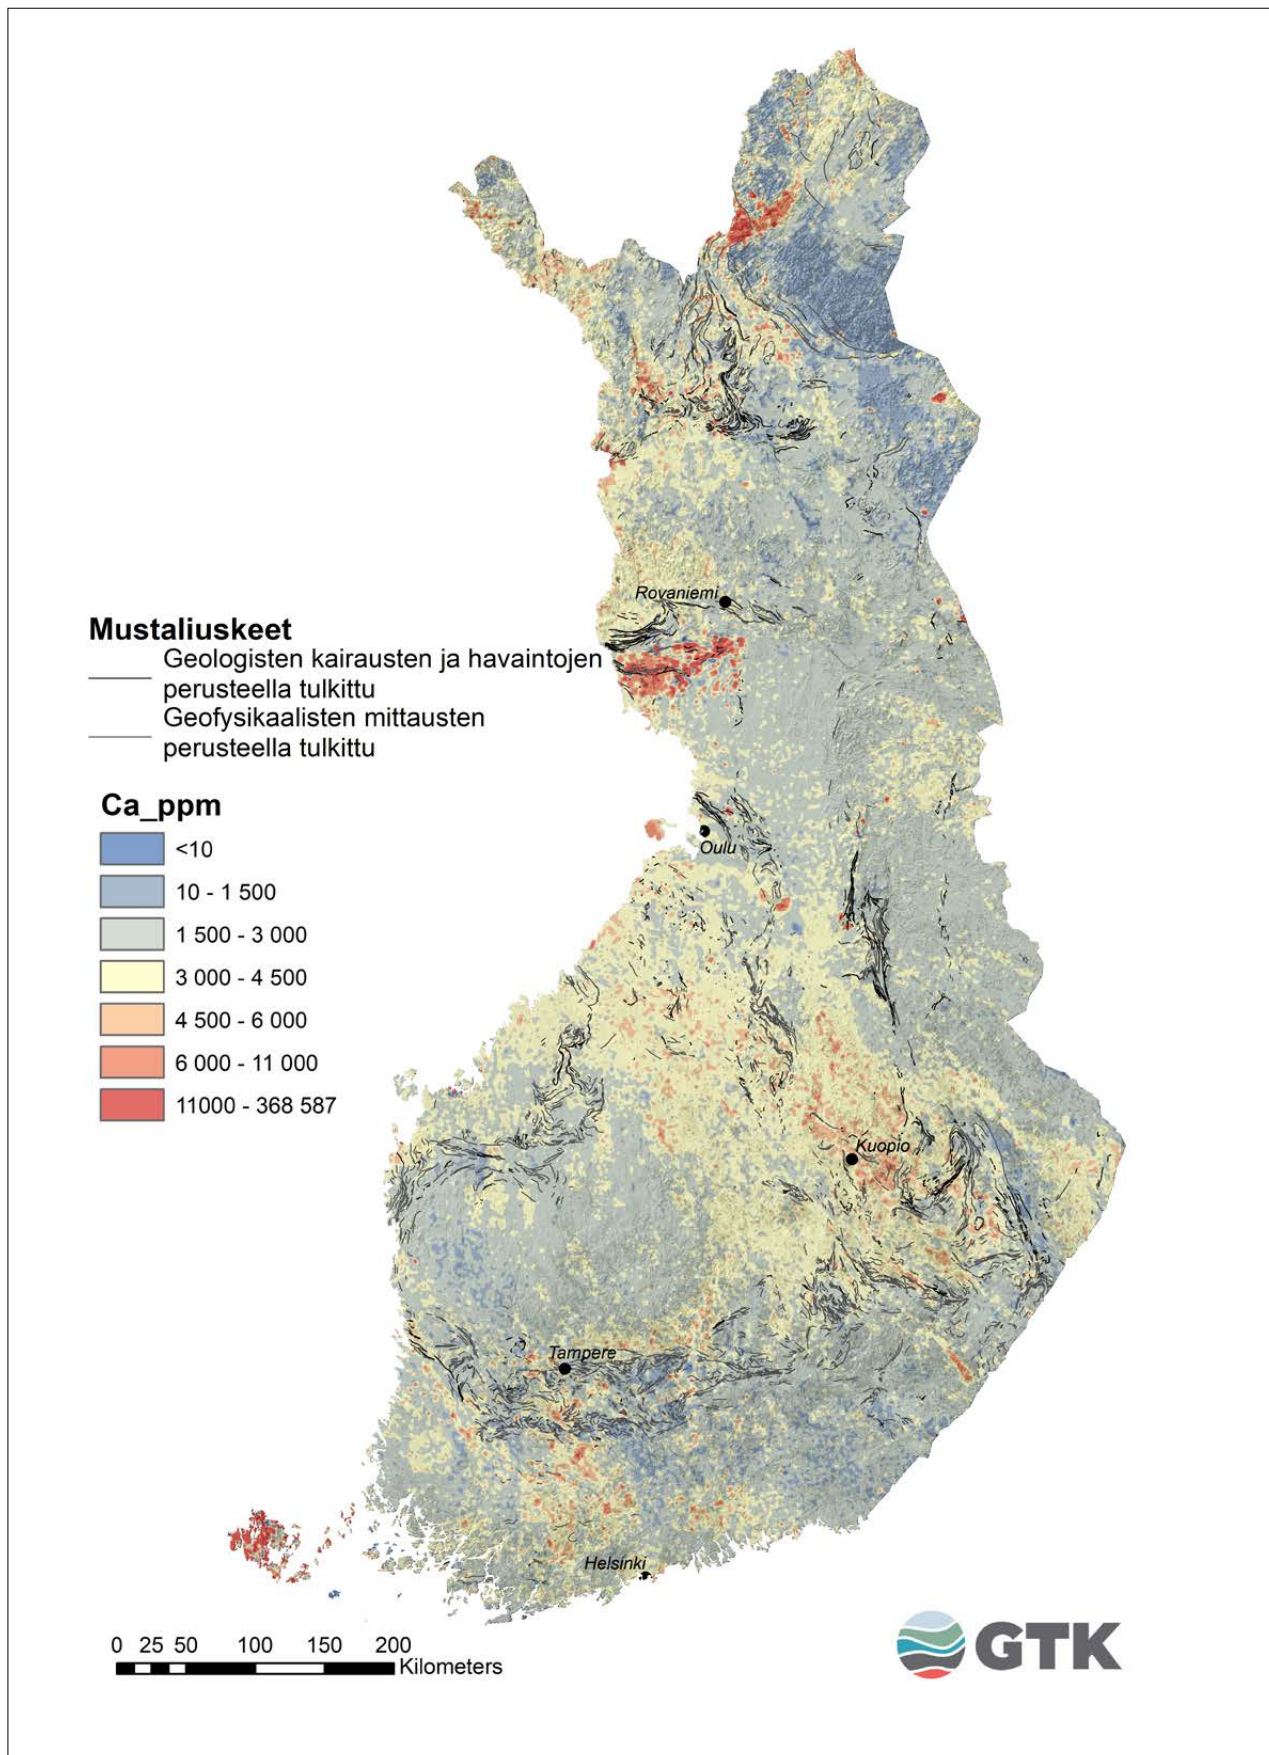 Rovaniemi
Mustaliuskeet
Geologisten kairausten ja havaintojen
perusteella tulkittu
Geofysikaalisten mittausten
perusteella tulkittu
Ca_ppm
<10
10 - 1 500
1 500 - 3 000
3 000 - 4 500
4 500 - 6 000
6 000 - 11 000
11000 - 368 587
Oulu
Kuopio
Tampere
Helsinki
0 25 50 100 150 200
Kilometers
GTK